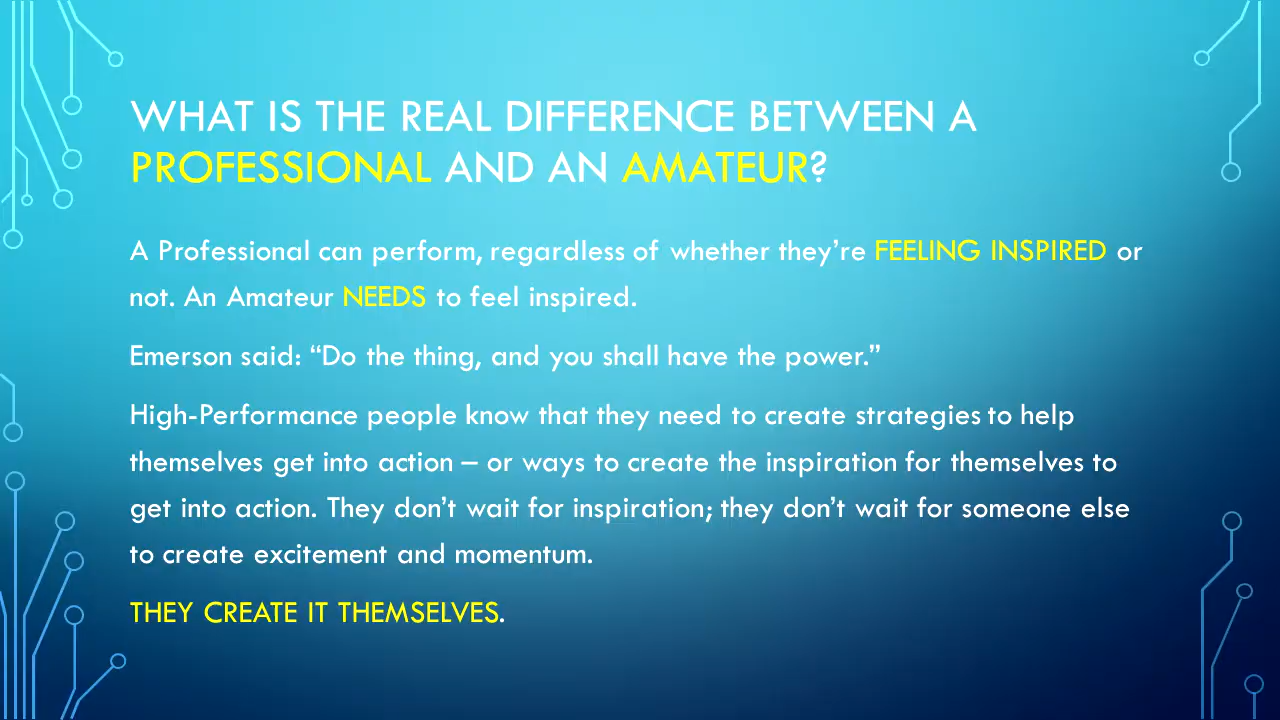 WHAT IS THE REAL DIFFERENCE BETWEEN A
PROFESSIONAL AND AN AMATEUR?
A Professional can perform, regardless of whether they’re FEELING INSPIRED or
not. An Amateur NEEDS to feel inspired.
Emerson said: “Do the thing, and you shall have the power.”
High-Performance people know that they need to create strategies to help
themselves get into action – or ways to create the inspiration for themselves to
get into action. They don’t wait for inspiration; they don’t wait for someone else
to create excitement and momentum.
THEY CREATE IT THEMSELVES.